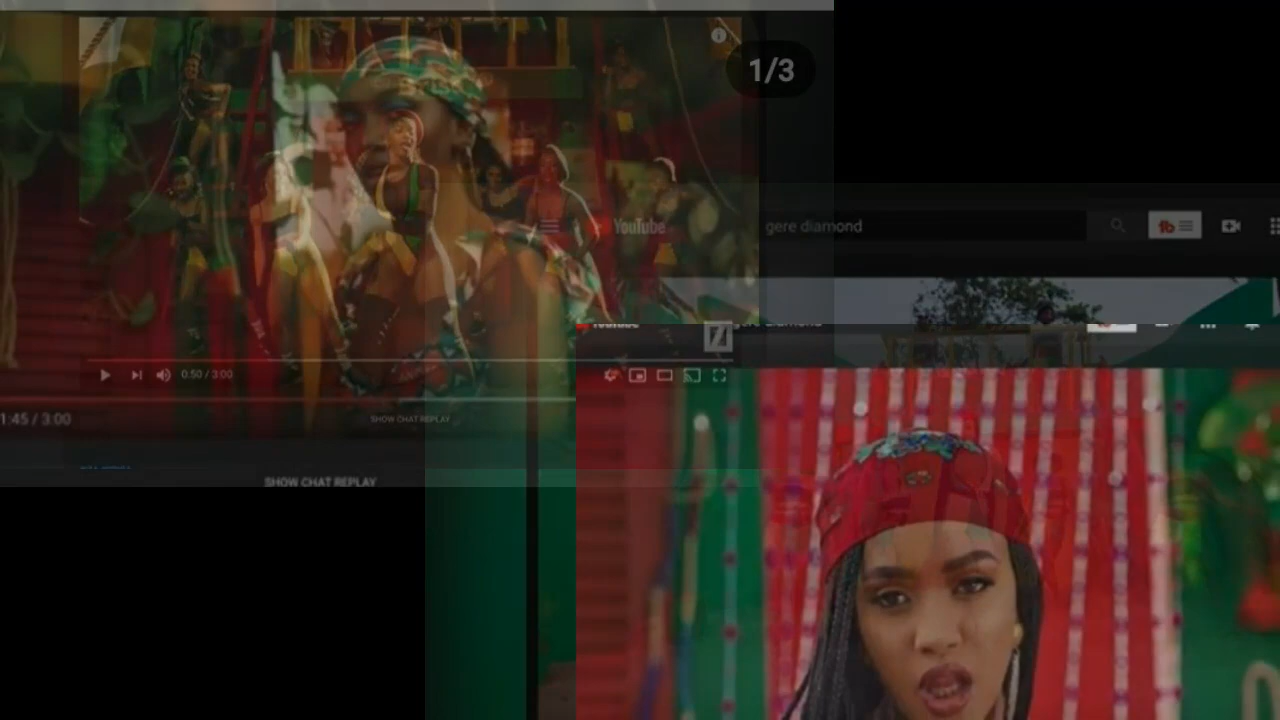 1/3
YouTube
gere diamond
0:50 / 3:00
1:45 / 3:00
SHOW CHAT REPLAY
SHOW CHAT REPLAY